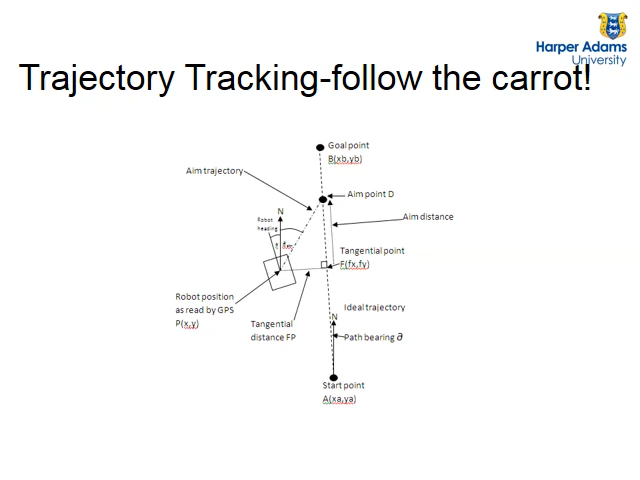 Harper Adams
University
Trajectory Tracking-follow the carrot!
Goal point
B(xb,yb)
Aim trajectory
Aim point D
N
Robot
heading
Aim distance
Tangential point
F(fx,fy)
Robot position
as read by GPS
P(x,y)
Tangential
distance FP
Ideal trajectory
N
Path bearing ∂
Start point
A(xa,ya)